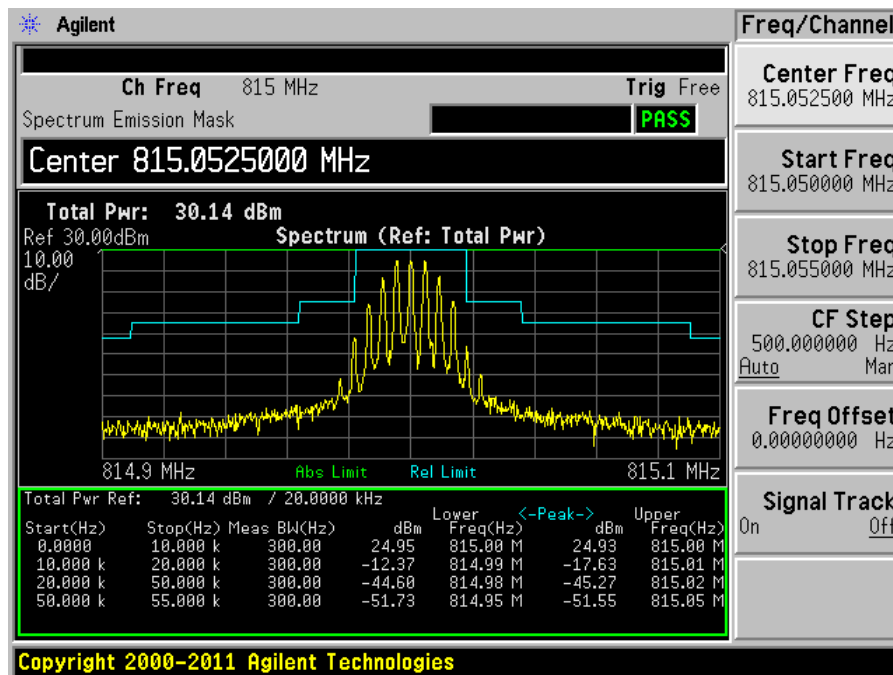 Agilent
Freq/Channel
Ch Freq 815 MHz Trig Free
Spectrum Emission Mask PASS
Center 815.0525000 MHz
Total Pwr: 30.14 dBm
Ref 30.00dBm Spectrum (Ref: Total Pwr)
10.00
dB/
814.9 MHz Abs Limit Rel Limit 815.1 MHz
Total Pwr Ref: 30.14 dBm / 20.0000 kHz
Lower <-Peak-> Upper
Start(Hz) Stop(Hz) Meas BW(Hz) dBm Freq(Hz) dBm Freq(Hz)
0.0000 10.000 k 300.00 24.95 815.00 M 24.93 815.00 M
10.000 k 20.000 k 300.00 -12.37 814.99 M -17.63 815.01 M
20.000 k 50.000 k 300.00 -44.60 814.98 M -45.27 815.02 M
50.000 k 55.000 k 300.00 -51.73 814.95 M -51.55 815.05 M
Copyright 2000-2011 Agilent Technologies
Center Freq
815.052500 MHz
Start Freq
815.050000 MHz
Stop Freq
815.055000 MHz
CF Step
500.000000 Hz
Auto Man
Freq Offset
0.00000000 Hz
Signal Track
On Off